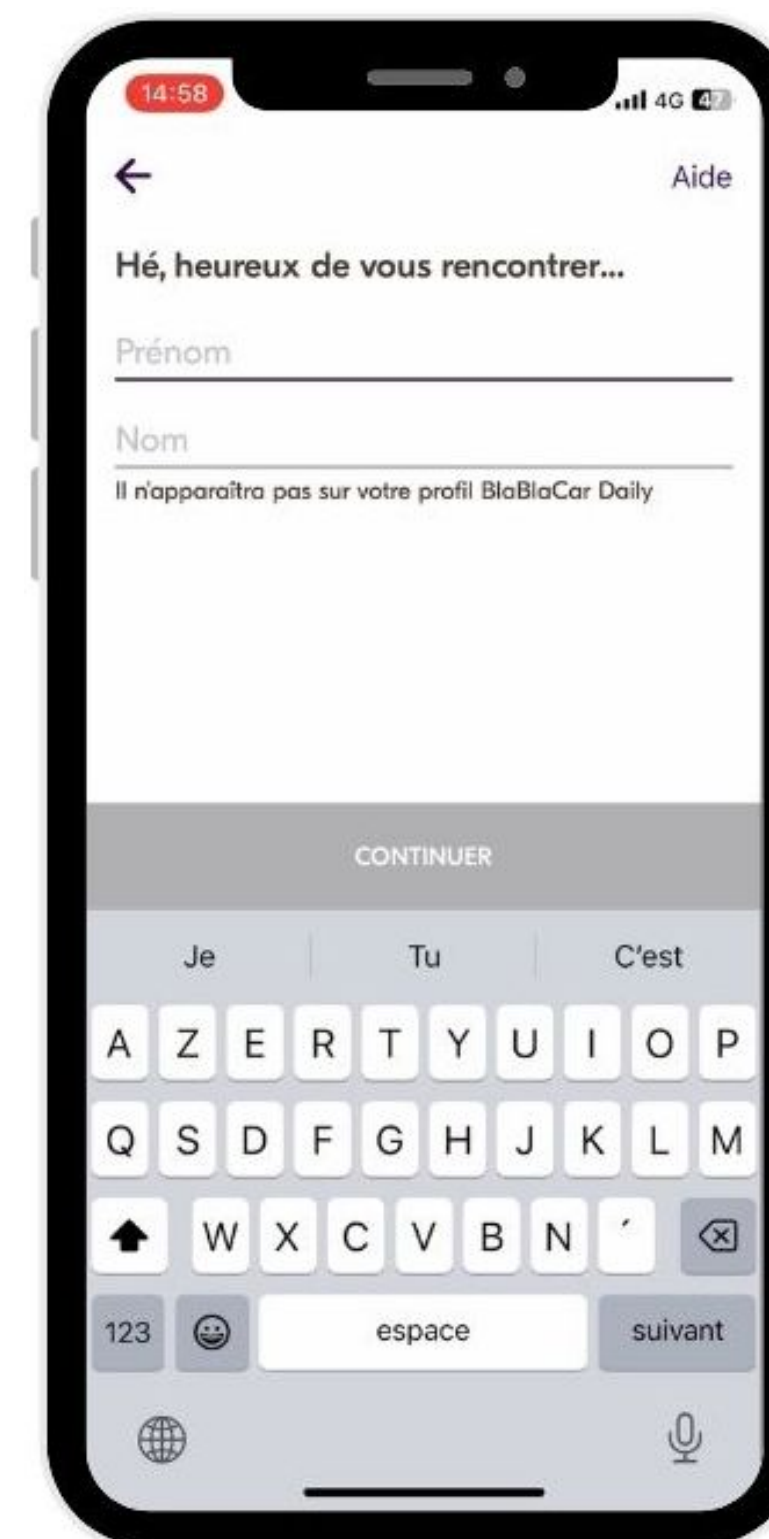 14:58
4G 47
Aide
Hé, heureux de vous rencontrer...
Prénom
Nom
Il n'apparaîtra pas sur votre profil BlaBlaCar Daily
CONTINUER
Je Tu C'est
A Z E R T Y U I O P
Q S D F G H J K L M
W X C V B N ´
123 espace suivant